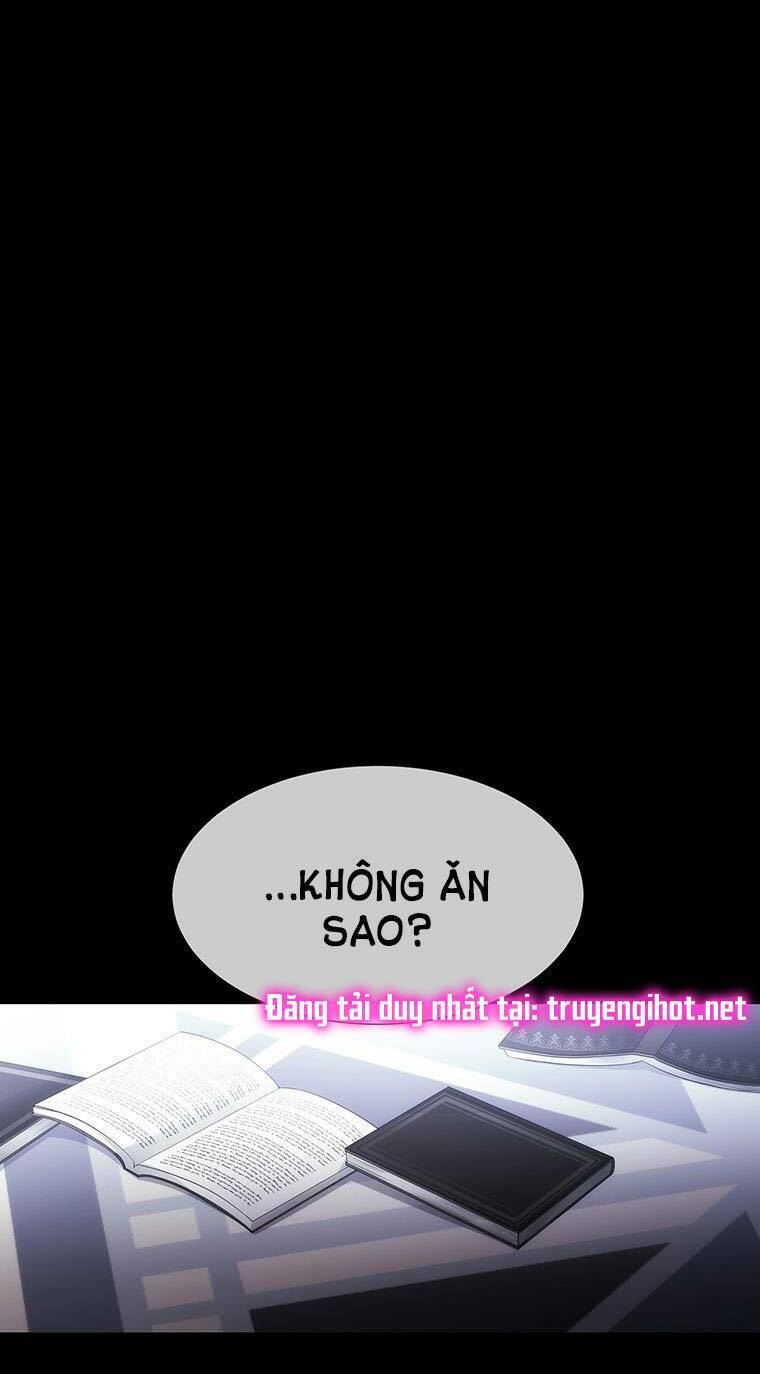 ...KHÔNG ĂN
SAO?
Đăng tải duy nhất tại: truyengihot.net